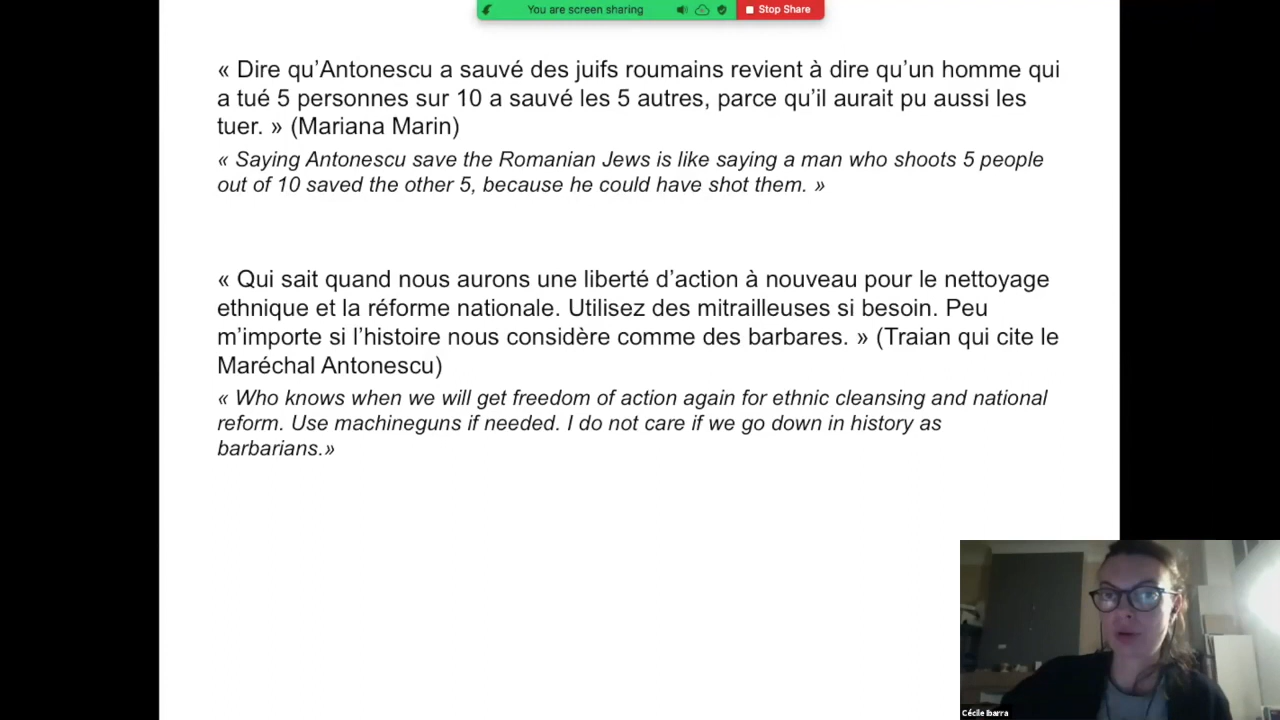 You are screen sharing
Stop Share
« Dire qu’Antonescu a sauvé des juifs roumains revient à dire qu’un homme qui
a tué 5 personnes sur 10 a sauvé les 5 autres, parce qu’il aurait pu aussi les
tuer. » (Mariana Marin)
« Saying Antonescu save the Romanian Jews is like saying a man who shoots 5 people
out of 10 saved the other 5, because he could have shot them. »
« Qui sait quand nous aurons une liberté d’action à nouveau pour le nettoyage
ethnique et la réforme nationale. Utilisez des mitrailleuses si besoin. Peu
m’importe si l’histoire nous considère comme des barbares. » (Traian qui cite le
Maréchal Antonescu)
« Who knows when we will get freedom of action again for ethnic cleansing and national
reform. Use machineguns if needed. I do not care if we go down in history as
barbarians.»
Cécile Ibarra